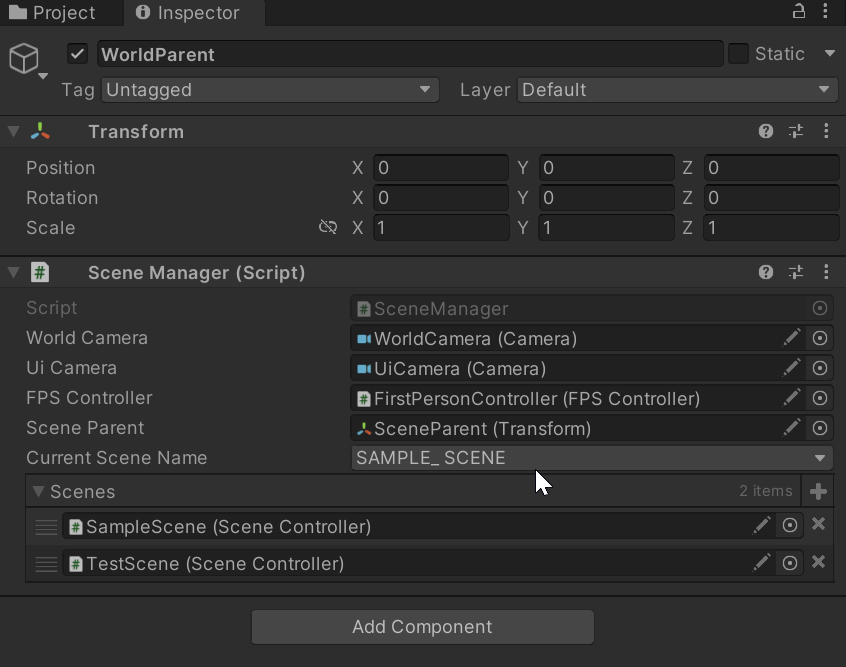 Project Inspector
WorldParent Static
Tag Untagged Layer Default
Transform
Position X 0 Y 0 Z 0
Rotation X 0 Y 0 Z 0
Scale X 1 Y 1 Z 1
Scene Manager (Script)
Script SceneManager
World Camera WorldCamera (Camera)
Ui Camera UiCamera (Camera)
FPS Controller FirstPersonController (FPS Controller)
Scene Parent SceneParent (Transform)
Current Scene Name SAMPLE_ SCENE
Scenes 2 items
SampleScene (Scene Controller)
TestScene (Scene Controller)
Add Component